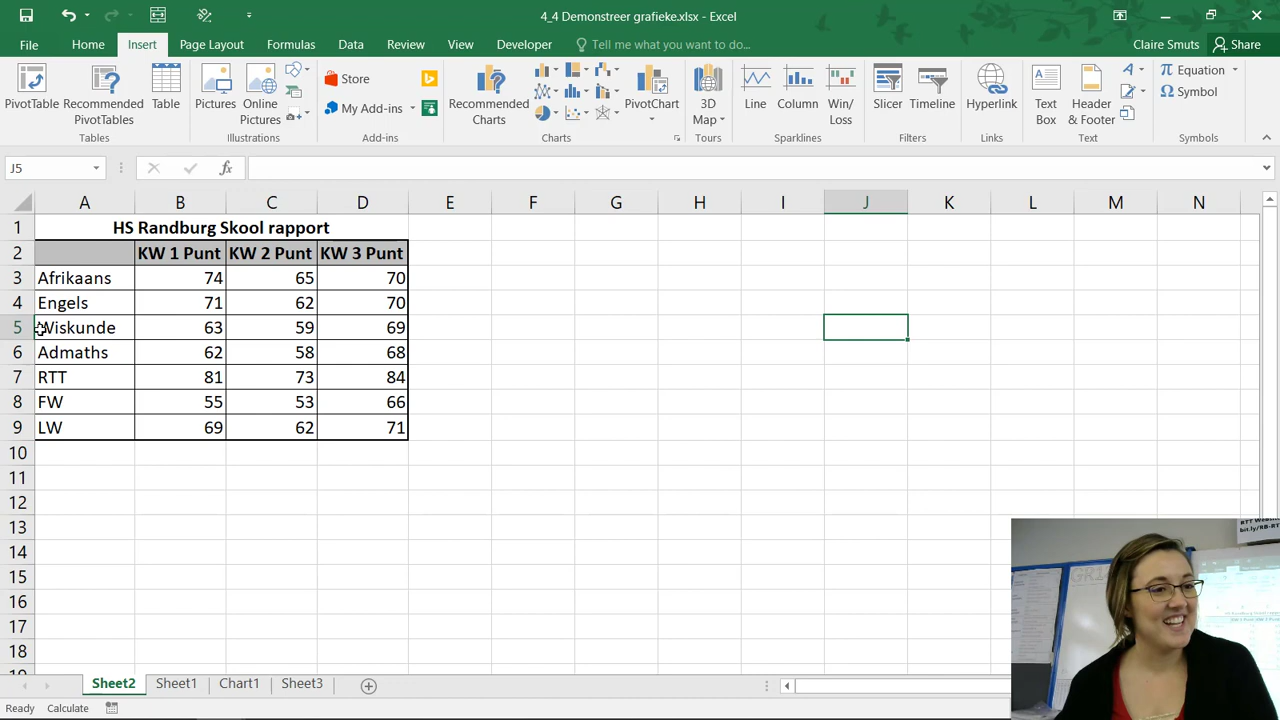 4_4 Demonstreer grafieke.xlsx - Excel
File Home Insert Page Layout Formulas Data Review View Developer Tell me what you want to do... Claire Smuts Share
PivotTable Recommended PivotTables Table Pictures Online Pictures Store My Add-ins Recommended Charts PivotChart 3D Map Line Column Win/Loss Slicer Timeline Hyperlink Text Box Header & Footer Equation Symbol
Tables Illustrations Add-ins Charts Tours Sparklines Filters Links Text Symbols
J5 fx
A B C D E F G H I J K L M N
1 HS Randburg Skool rapport
2 KW 1 Punt KW 2 Punt KW 3 Punt
3 Afrikaans 74 65 70
4 Engels 71 62 70
5 Wiskunde 63 59 69
6 Admaths 62 58 68
7 RTT 81 73 84
8 FW 55 53 66
9 LW 69 62 71
10
11
12
13
14
15
16
17
18
Sheet2 Sheet1 Chart1 Sheet3
Ready Calculate